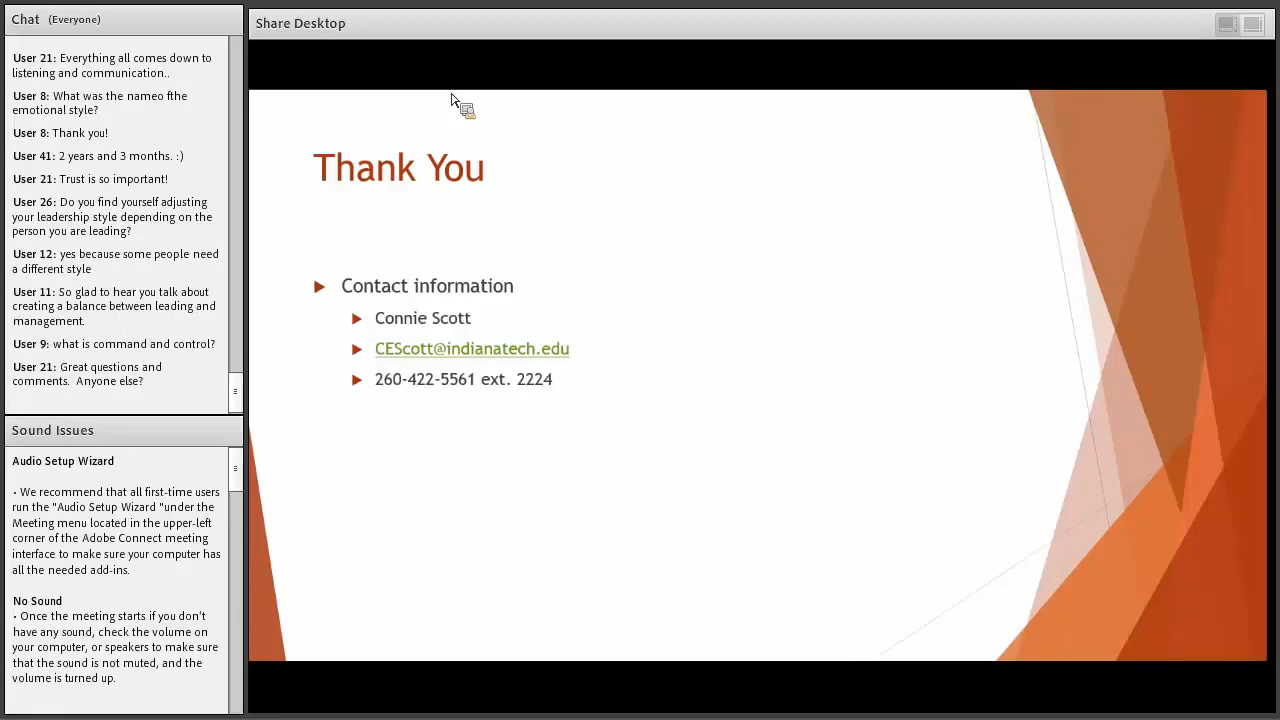 Chat (Everyone)
User 21: Everything all comes down to
listening and communication..
User 8: What was the nameo fthe
emotional style?
User 8: Thank you!
User 41: 2 years and 3 months. :)
User 21: Trust is so important!
User 26: Do you find yourself adjusting
your leadership style depending on the
person you are leading?
User 12: yes because some people need
a different style
User 11: So glad to hear you talk about
creating a balance between leading and
management.
User 9: what is command and control?
User 21: Great questions and
comments. Anyone else?
Sound Issues
Audio Setup Wizard
• We recommend that all first-time users
run the "Audio Setup Wizard "under the
Meeting menu located in the upper-left
corner of the Adobe Connect meeting
interface to make sure your computer has
all the needed add-ins.
No Sound
• Once the meeting starts if you don't
have any sound, check the volume on
your computer, or speakers to make sure
that the sound is not muted, and the
volume is turned up.
Share Desktop
Thank You
Contact information
Connie Scott
CEScott@indianatech.edu
260-422-5561 ext. 2224